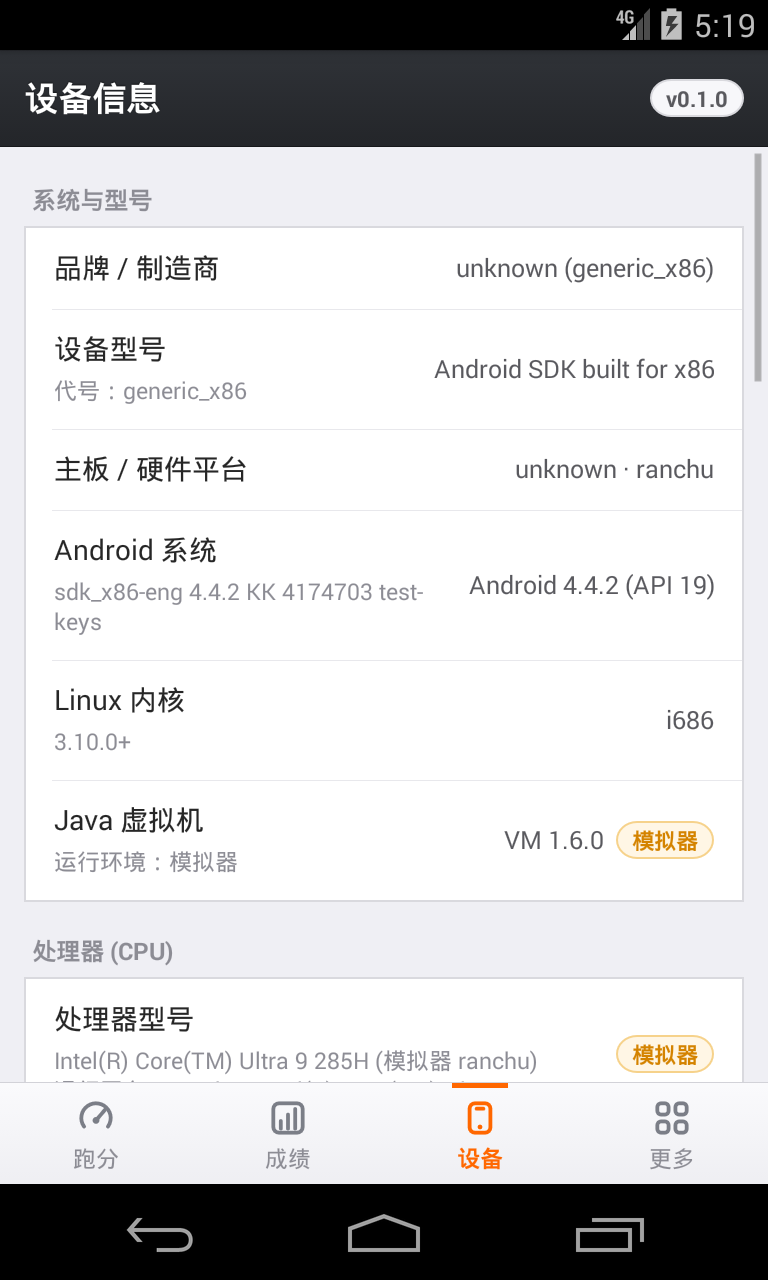 4G 5:19
设备信息 v0.1.0
系统与型号
品牌 / 制造商 unknown (generic_x86)
设备型号
代号：generic_x86
Android SDK built for x86
主板 / 硬件平台 unknown · ranchu
Android 系统
sdk_x86-eng 4.4.2 KK 4174703 test-
keys
Android 4.4.2 (API 19)
Linux 内核
3.10.0+
i686
Java 虚拟机
运行环境：模拟器
VM 1.6.0 模拟器
处理器 (CPU)
处理器型号
Intel(R) Core(TM) Ultra 9 285H (模拟器 ranchu)
模拟器
跑分 成绩 设备 更多